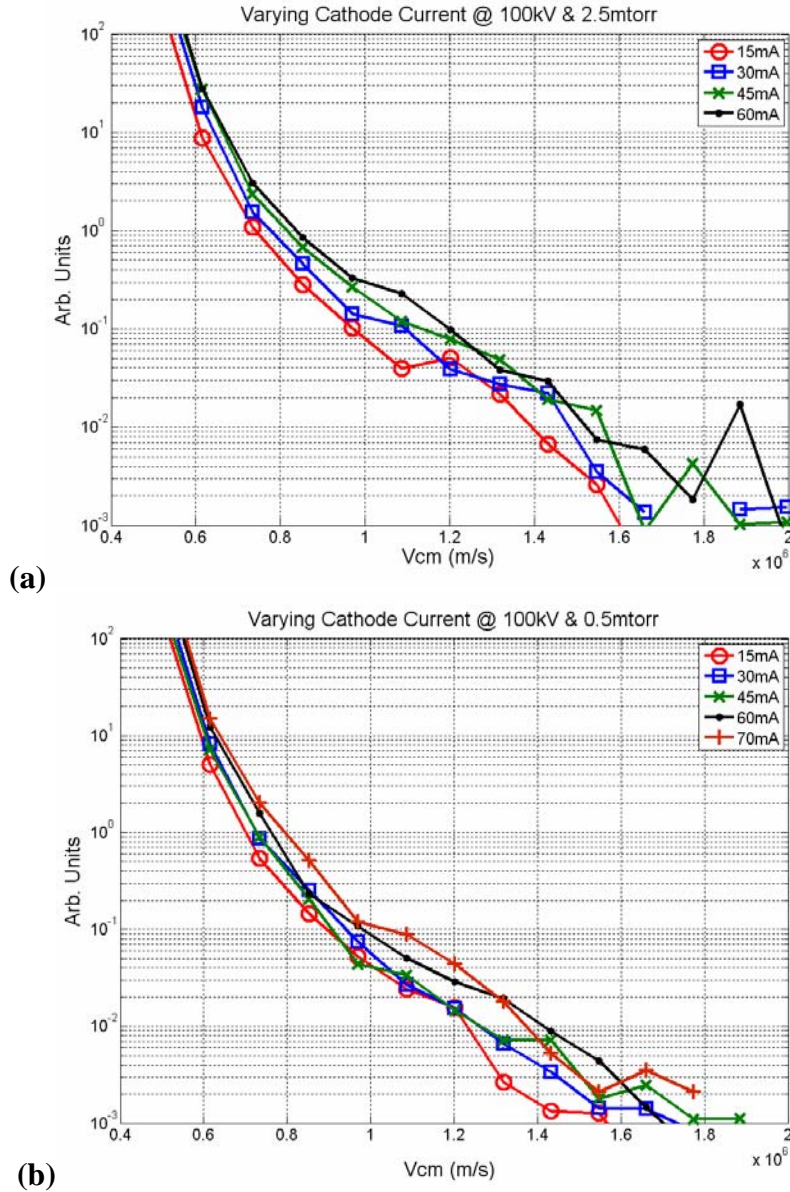 Varying Cathode Current @ 100kV & 2.5mtorr
10^2
10^1
10^0
10^-1
10^-2
10^-3
Arb. Units
15mA
30mA
45mA
60mA
0.4 0.6 0.8 1 1.2 1.4 1.6 1.8 2
x 10^6
Vcm (m/s)
(a)
Varying Cathode Current @ 100kV & 0.5mtorr
10^2
10^1
10^0
10^-1
10^-2
10^-3
Arb. Units
15mA
30mA
45mA
60mA
70mA
0.4 0.6 0.8 1 1.2 1.4 1.6 1.8 2
x 10^6
Vcm (m/s)
(b)